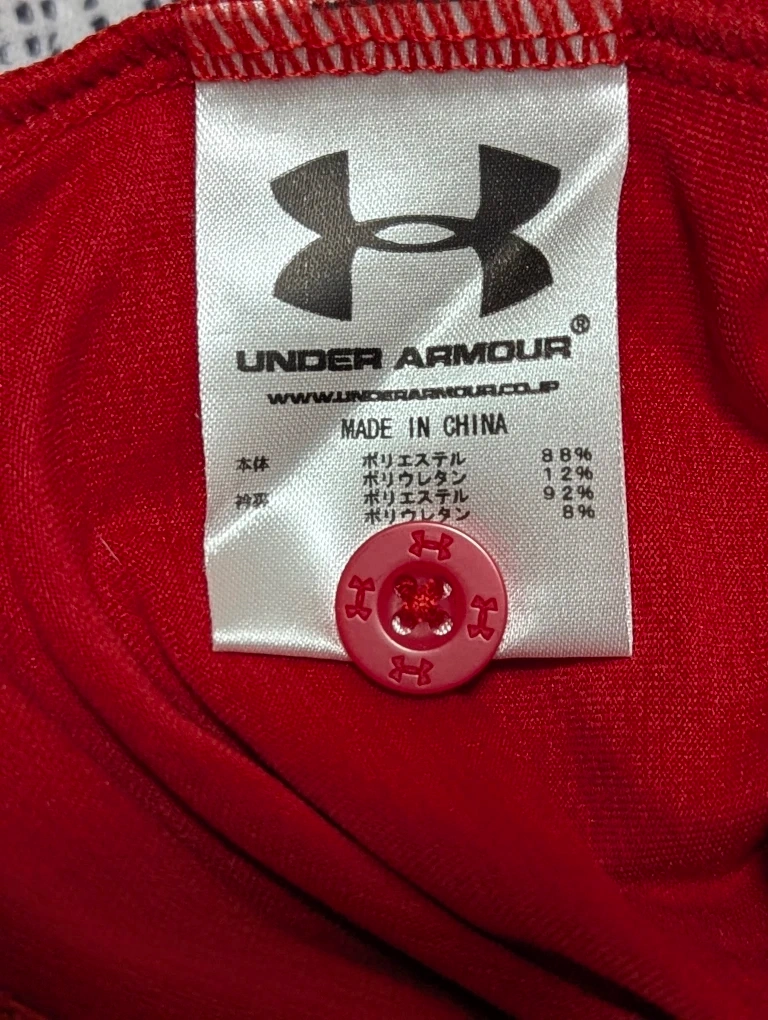 UNDER ARMOUR®
WWW.UNDERARMOUR.CO.JP
MADE IN CHINA
本体 ポリエステル 88%
ポリウレタン 12%
衿裏 ポリエステル 92%
ポリウレタン 8%